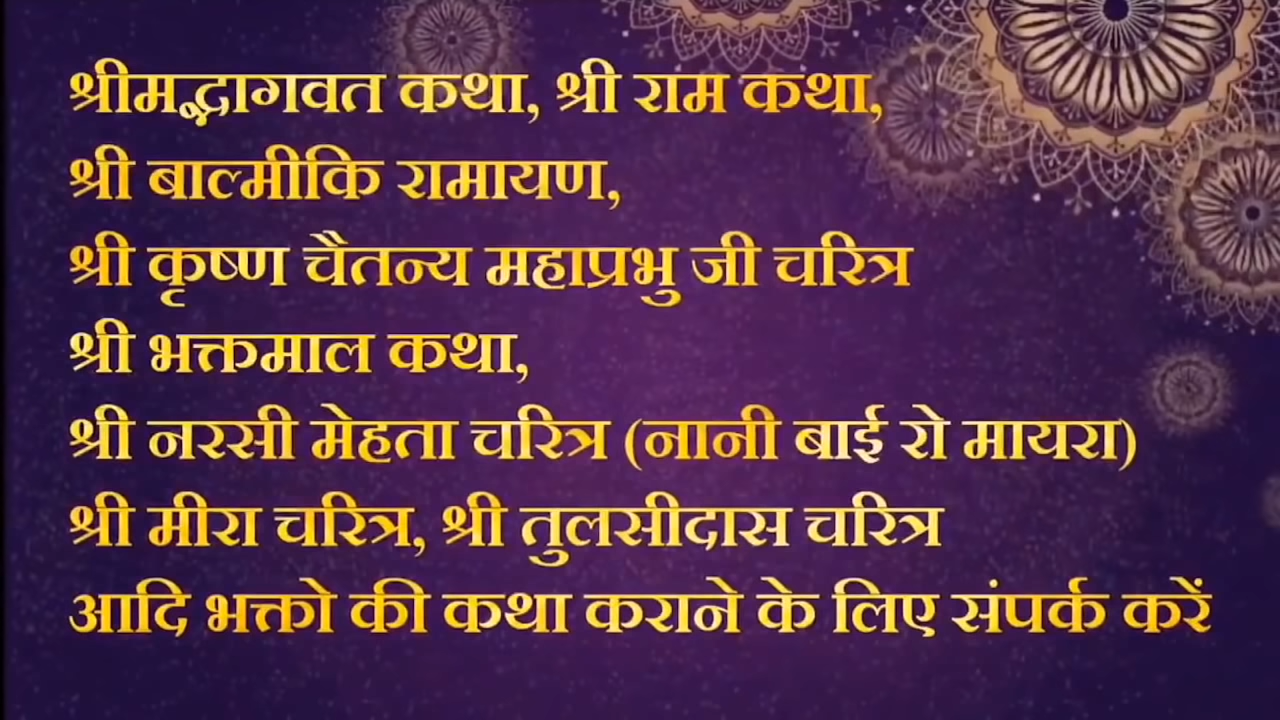 श्रीमद्भागवत कथा, श्री राम कथा,
श्री बाल्मीकि रामायण,
श्री कृष्ण चैतन्य महाप्रभु जी चरित्र
श्री भक्तमाल कथा,
श्री नरसी मेहता चरित्र (नानी बाई रो मायरा)
श्री मीरा चरित्र, श्री तुलसीदास चरित्र
आदि भक्तो की कथा कराने के लिए संपर्क करें